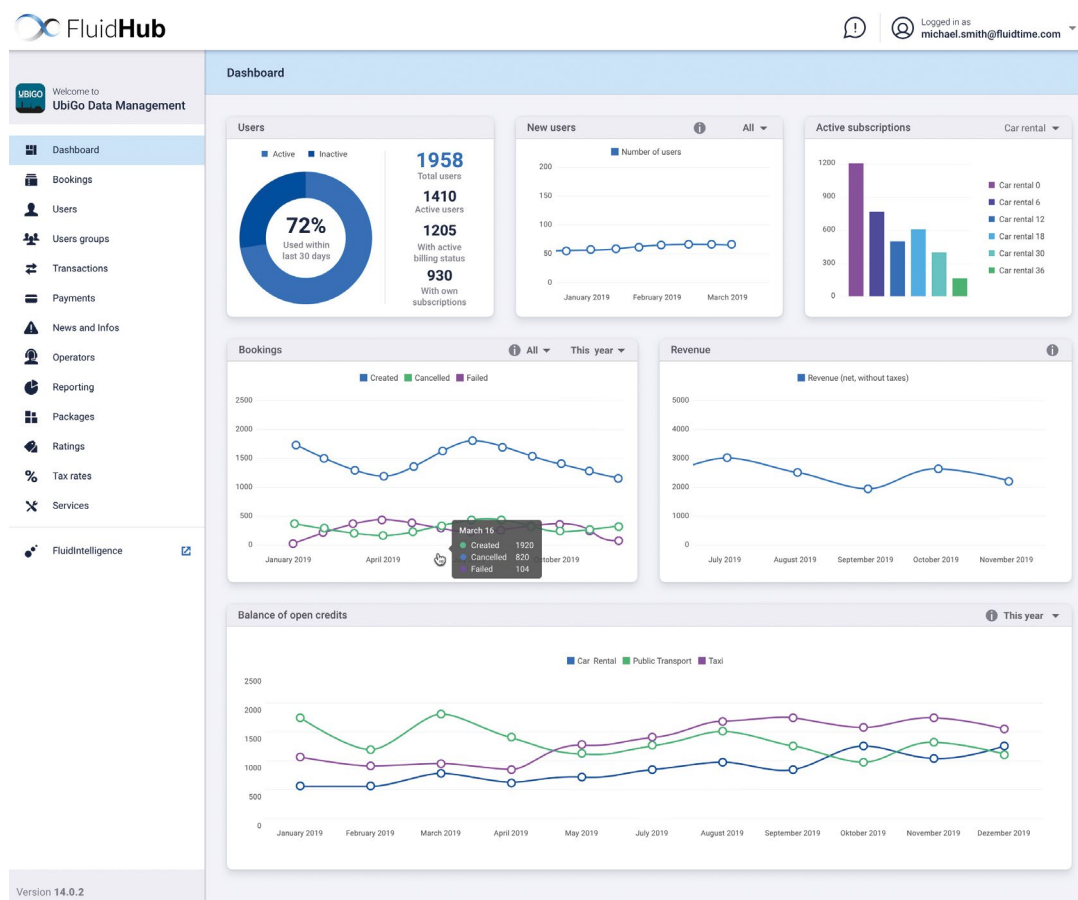 FluidHub
Logged in as
michael.smith@fluidtime.com
UBIGO
Welcome to
UbiGo Data Management
Dashboard
Bookings
Users
Users groups
Transactions
Payments
News and Infos
Operators
Reporting
Packages
Ratings
Tax rates
Services
FluidIntelligence
Version 14.0.2
Dashboard
Users
Active Inactive
72%
Used within
last 30 days
1958
Total users
1410
Active users
1205
With active
billing status
930
With own
subscriptions
New users All
Number of users
200
150
100
50
0
January 2019 February 2019 March 2019
Active subscriptions Car rental
1200
900
600
300
0
Car rental 0
Car rental 6
Car rental 12
Car rental 18
Car rental 30
Car rental 36
Bookings All This year
Created Cancelled Failed
2500
2000
1500
1000
500
0
January 2019 April 2019 tober 2019
March 16
Created 1920
Cancelled 820
Failed 104
Revenue
Revenue (net, without taxes)
5000
4000
3000
2000
1000
0
July 2019 August 2019 September 2019 October 2019 November 2019
Balance of open credits This year
Car Rental Public Transport Taxi
2500
2000
1500
1000
500
0
January 2019 February 2019 March 2019 April 2019 May 2019 July 2019 August 2019 September 2019 Oktober 2019 November 2019 Dezember 2019